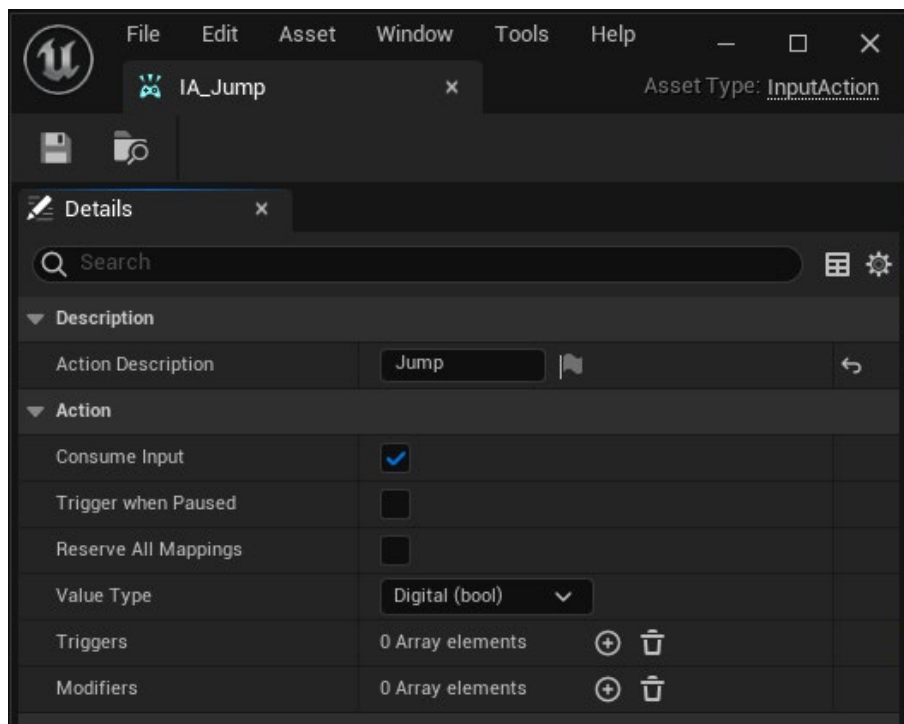 File Edit Asset Window Tools Help
IA_Jump
Asset Type: InputAction
Details
Search
Description
Action Description Jump
Action
Consume Input
Trigger when Paused
Reserve All Mappings
Value Type Digital (bool)
Triggers 0 Array elements
Modifiers 0 Array elements